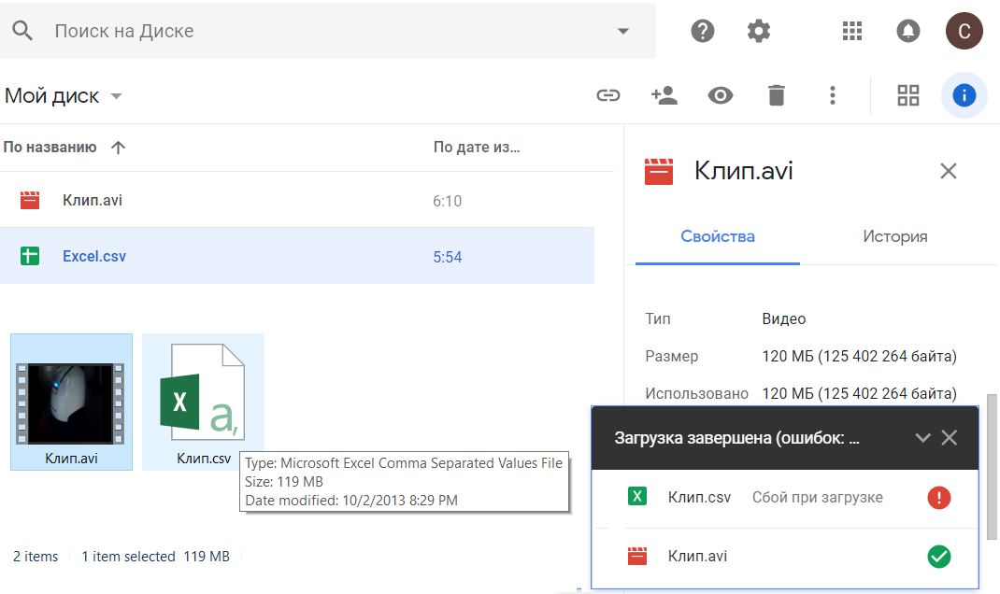 Поиск на Диске
C
Мой диск
По названию
По дате из...
Клип.avi
6:10
Excel.csv
5:54
Клип.avi
Свойства
История
Тип
Видео
Размер
120 МБ (125 402 264 байта)
Использовано
120 МБ (125 402 264 байта)
X
a,
Клип.avi
Клип.csv
Type: Microsoft Excel Comma Separated Values File
Size: 119 MB
Date modified: 10/2/2013 8:29 PM
2 items
1 item selected
119 MB
Загрузка завершена (ошибок: ...
X
Клип.csv
Сбой при загрузке
Клип.avi